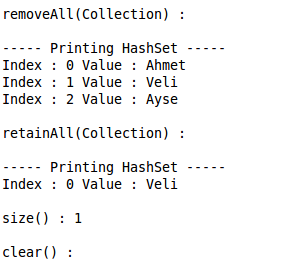 removeAll(Collection) :
----- Printing HashSet -----
Index : 0 Value : Ahmet
Index : 1 Value : Veli
Index : 2 Value : Ayse
retainAll(Collection) :
----- Printing HashSet -----
Index : 0 Value : Veli
size() : 1
clear() :